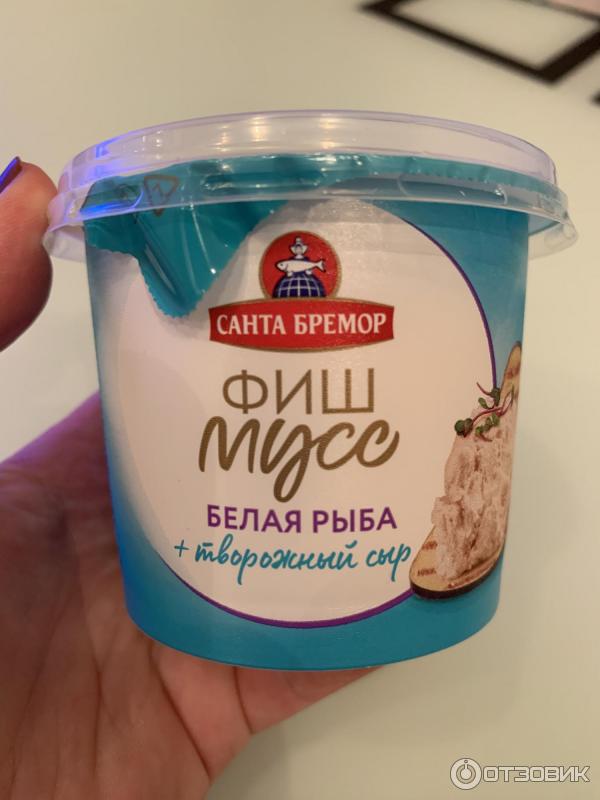 САНТА БРЕМОР
ФИШ
мусс
БЕЛАЯ РЫБА
+ творожный сыр
ОТЗОВИК